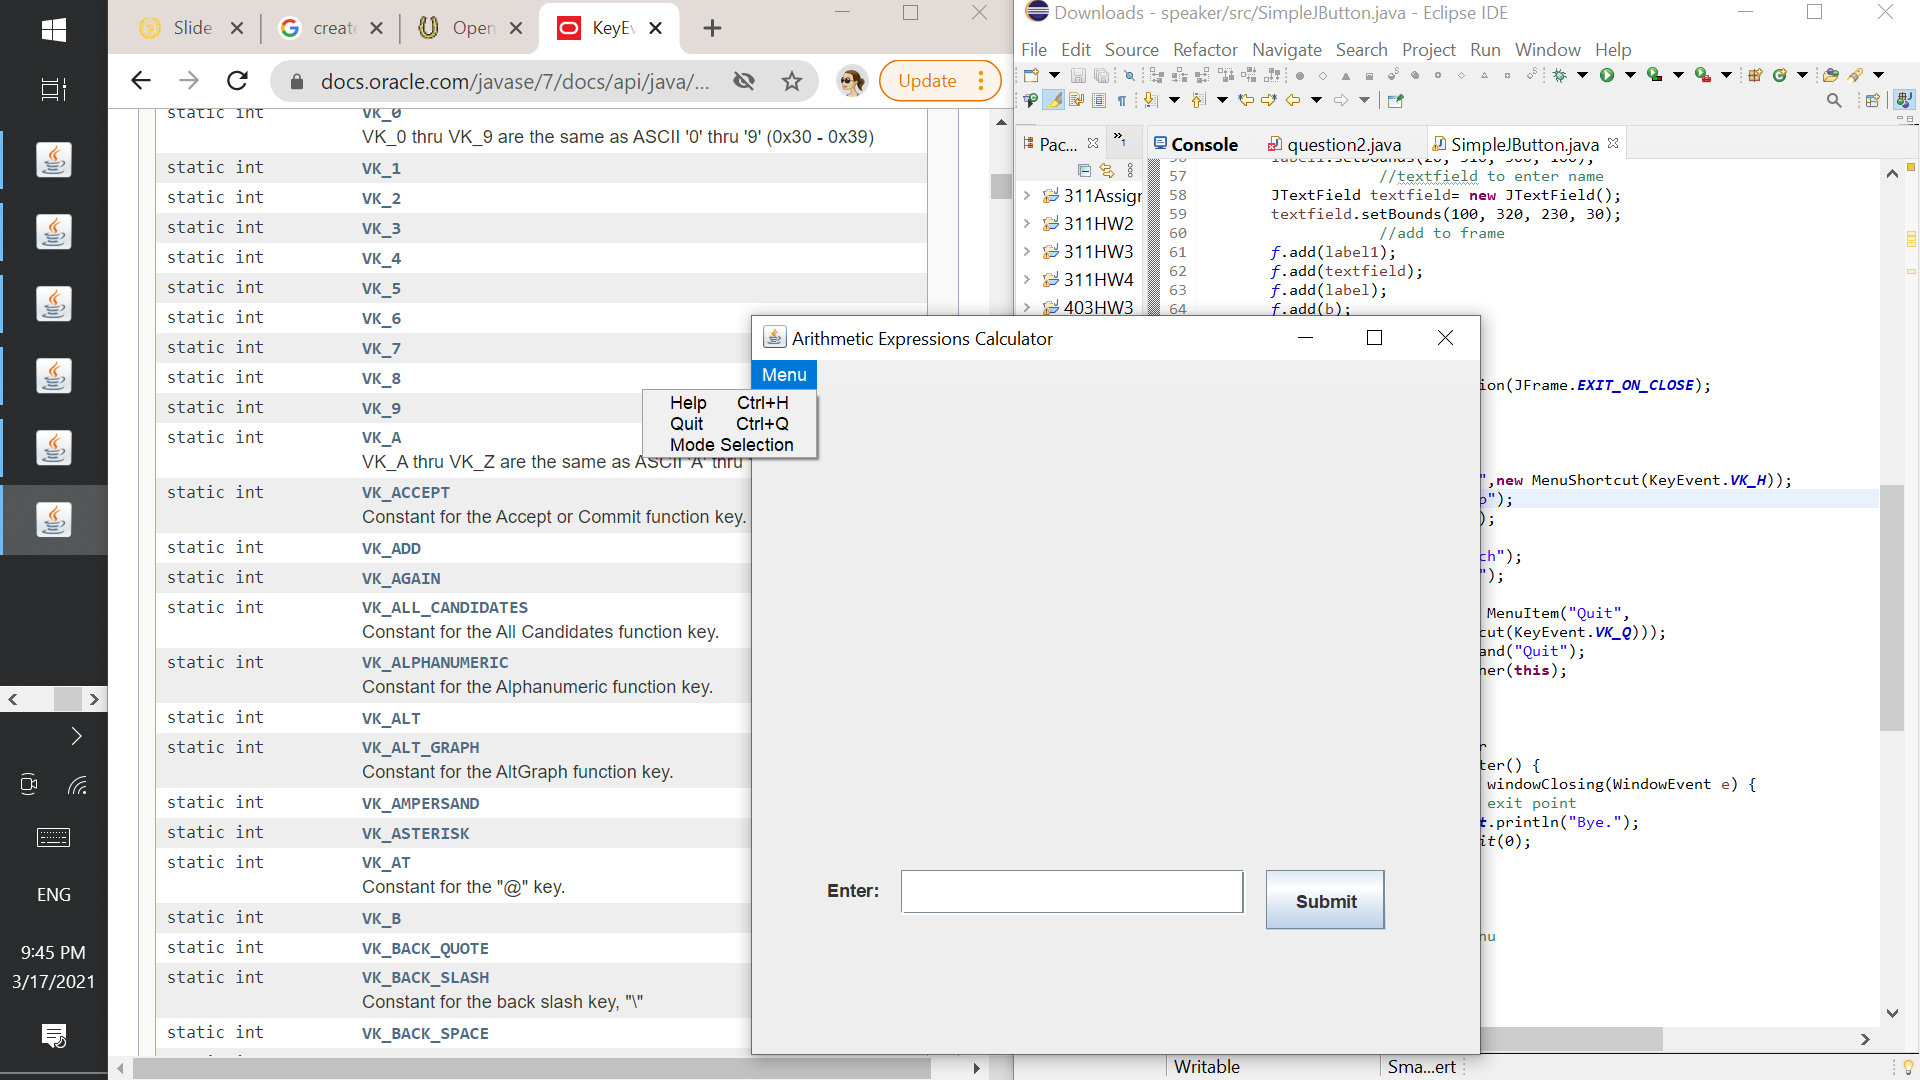 Slide
create
Open
KeyEv
docs.oracle.com/javase/7/docs/api/java/...
Update
static int VK_0
VK_0 thru VK_9 are the same as ASCII '0' thru '9' (0x30 - 0x39)
static int VK_1
static int VK_2
static int VK_3
static int VK_4
static int VK_5
static int VK_6
static int VK_7
static int VK_8
static int VK_9
static int VK_A
VK_A thru VK_Z are the same as ASCII 'A' thru
static int VK_ACCEPT
Constant for the Accept or Commit function key.
static int VK_ADD
static int VK_AGAIN
static int VK_ALL_CANDIDATES
Constant for the All Candidates function key.
static int VK_ALPHANUMERIC
Constant for the Alphanumeric function key.
static int VK_ALT
static int VK_ALT_GRAPH
Constant for the AltGraph function key.
static int VK_AMPERSAND
static int VK_ASTERISK
static int VK_AT
Constant for the "@" key.
static int VK_B
static int VK_BACK_QUOTE
static int VK_BACK_SLASH
Constant for the back slash key, "\"
static int VK_BACK_SPACE
ENG
9:45 PM
3/17/2021
Downloads - speaker/src/SimpleJButton.java - Eclipse IDE
File Edit Source Refactor Navigate Search Project Run Window Help
Pac...
»1
Console
question2.java
SimpleJButton.java
311Assigr
311HW2
311HW3
311HW4
403HW3
56 label1.setBounds(20, 310, 300, 100);
57 //textfield to enter name
58 JTextField textfield= new JTextField();
59 textfield.setBounds(100, 320, 230, 30);
60 //add to frame
61 f.add(label1);
62 f.add(textfield);
63 f.add(label);
64 f.add(b);
ion(JFrame.EXIT_ON_CLOSE);
",new MenuShortcut(KeyEvent.VK_H));
p");
);
ch");
");
MenuItem("Quit",
cut(KeyEvent.VK_Q)));
and("Quit");
ner(this);
r
ter() {
windowClosing(WindowEvent e) {
exit point
t.println("Bye.");
it(0);
nu
Writable
Sma...ert
Arithmetic Expressions Calculator
Menu
Help Ctrl+H
Quit Ctrl+Q
Mode Selection
Enter:
Submit